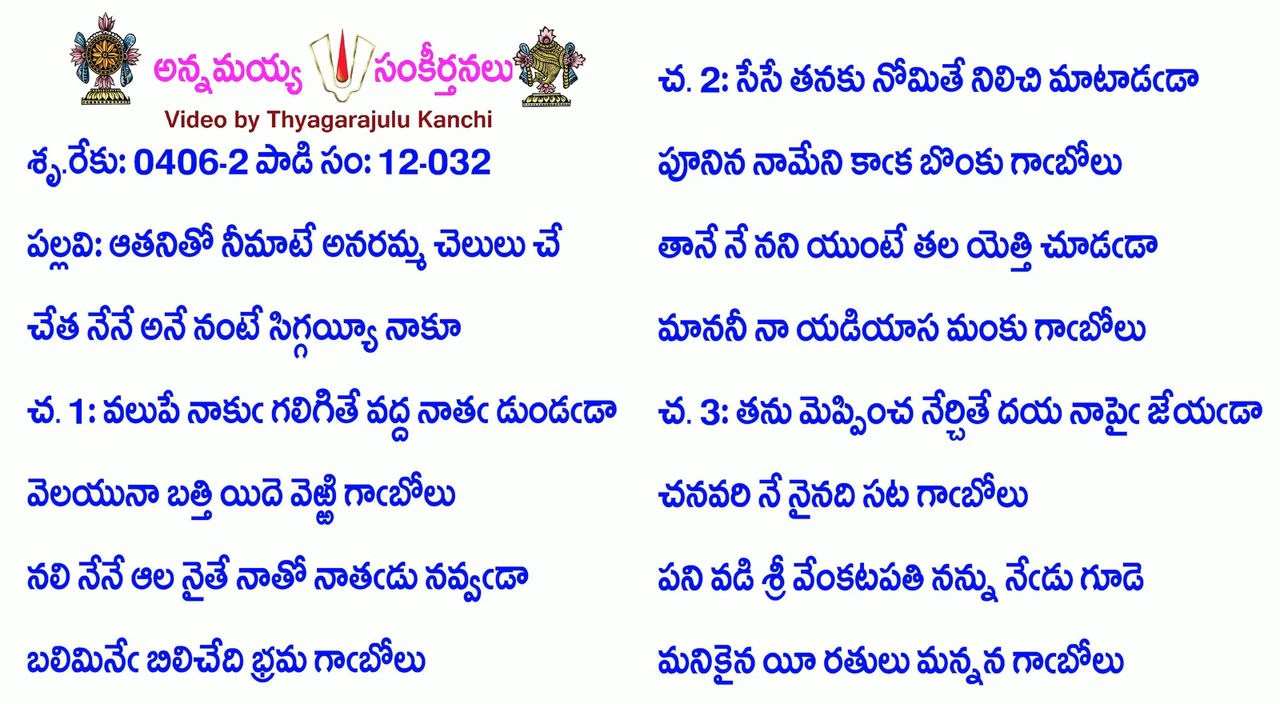 అన్నమయ్య సంకీర్తనలు
Video by Thyagarajulu Kanchi
శృ.రేకు: 0406-2 పాడి సం: 12-032
పల్లవి: ఆతనితో నీమాటే అనరమ్మ చెలులు చే
చేత నేనే అనే నంటే సిగ్గయ్యీ నాకూ
చ. 1: వలుపే నాకుఁ గలిగితే వద్ద నాతఁ డుండఁడా
వెలయునా బత్తి యిదె వెఱ్ఱి గాఁబోలు
నలి నేనే ఆల నైతే నాతో నాతఁడు నవ్వఁడా
బలిమినేఁ బిలిచేది భ్రమ గాఁబోలు
చ. 2: సేసే తనకు నోమితే నిలిచి మాటాడఁడా
పూనిన నామేని కాఁక బొంకు గాఁబోలు
తానే నే నని యుంటే తల యెత్తి చూడఁడా
మాననీ నా యడియాస మంకు గాఁబోలు
చ. 3: తను మెప్పించ నేర్చితే దయ నాపైఁ జేయఁడా
చనవరి నే నైనది సట గాఁబోలు
పని వడి శ్రీ వేంకటపతి నన్ను నేఁడు గూడె
మనికైన యీ రతులు మన్నన గాఁబోలు